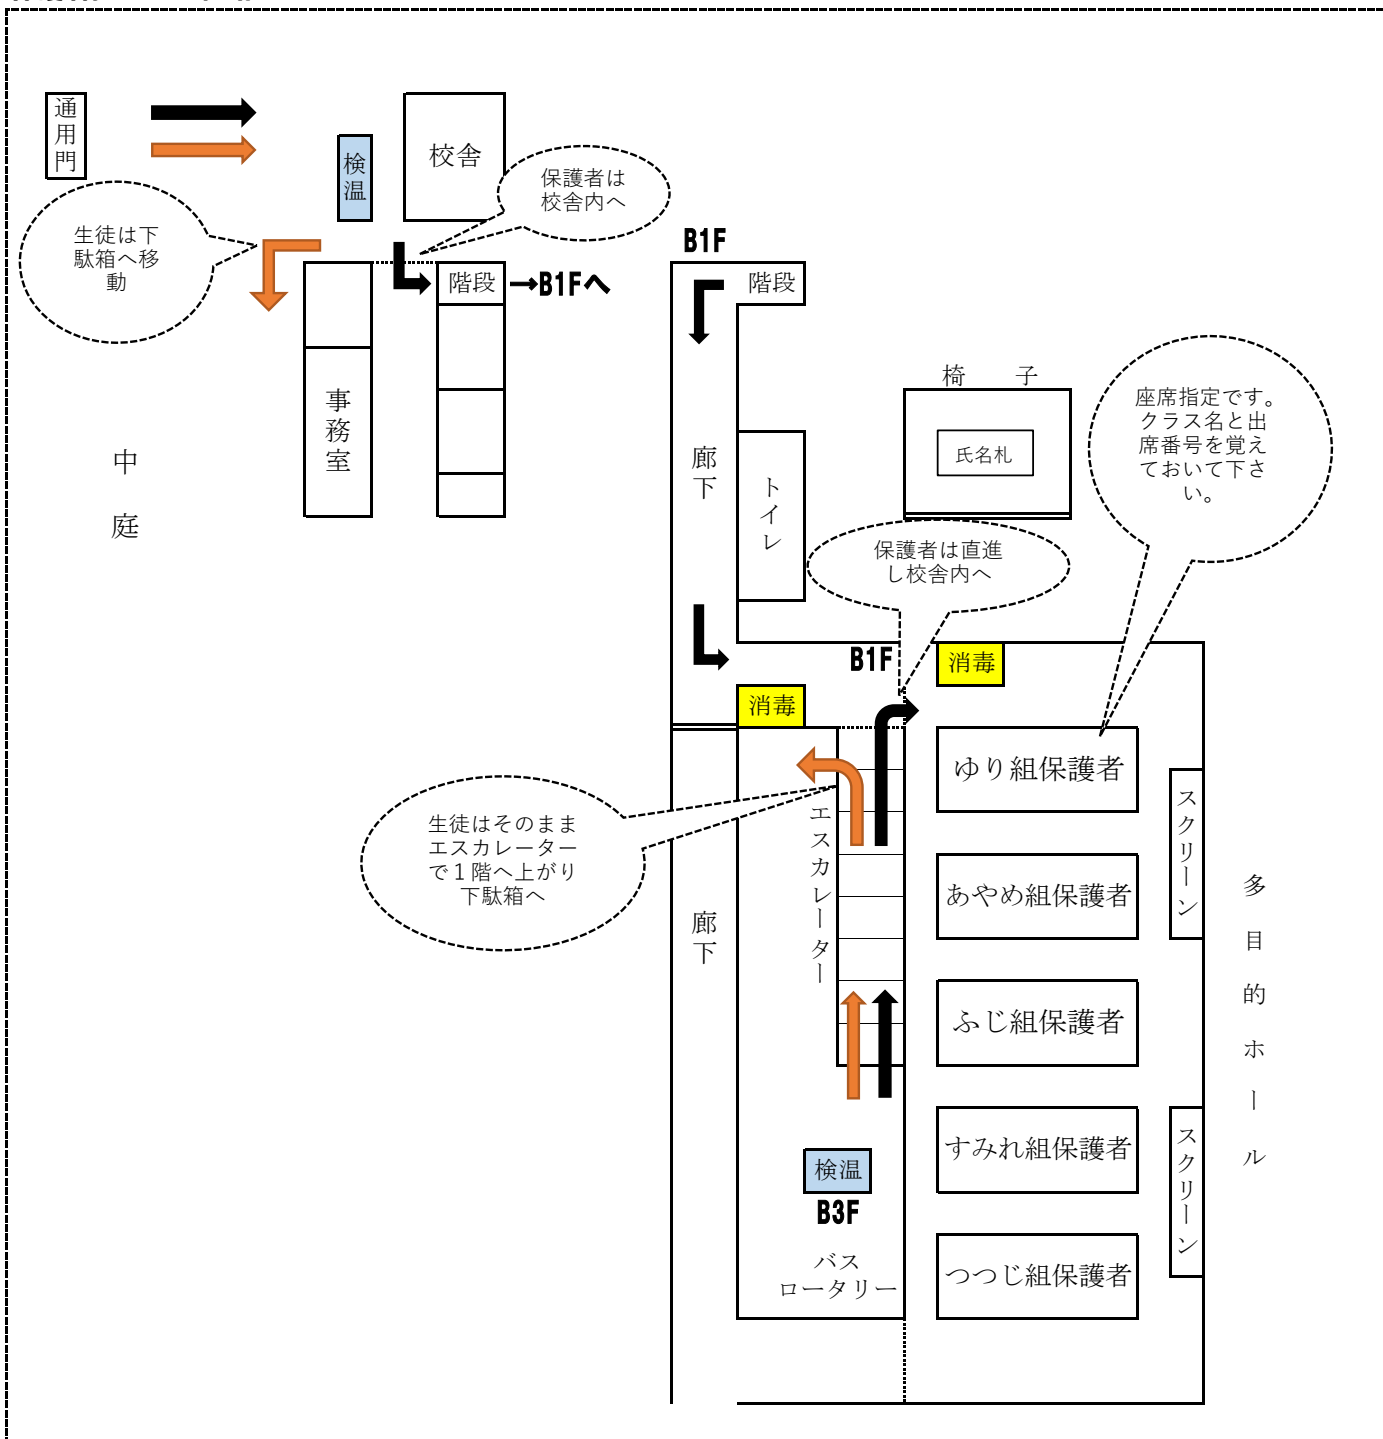 通用門
検温
校舎
保護者は
校舎内へ
生徒は下
駄箱へ移
動
階段
→B1Fへ
事務室
中庭
B1F
階段
廊下
トイレ
椅子
氏名札
座席指定です。
クラス名と出
席番号を覚え
ておいて下さ
い。
保護者は直進
し校舎内へ
B1F
消毒
消毒
生徒はそのまま
エスカレーター
で１階へ上がり
下駄箱へ
エスカレーター
廊下
ゆり組保護者
あやめ組保護者
ふじ組保護者
すみれ組保護者
つつじ組保護者
スクリーン
スクリーン
多目的ホール
検温
B3F
バス
ロータリー